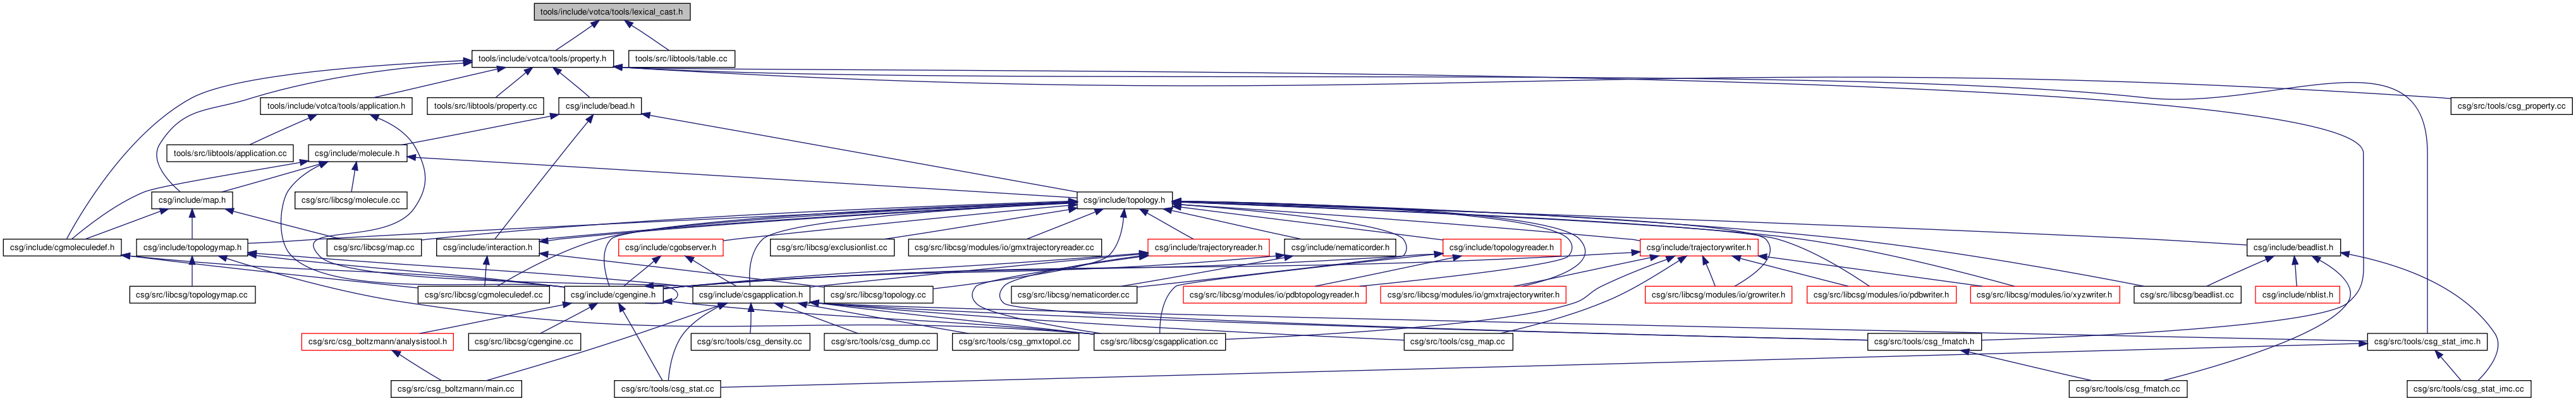 tools/include/votca/tools/lexical_cast.h
tools/include/votca/tools/property.h
tools/src/libtools/table.cc
tools/include/votca/tools/application.h
tools/src/libtools/property.cc
csg/include/bead.h
csg/src/tools/csg_property.cc
tools/src/libtools/application.cc
csg/include/molecule.h
csg/include/map.h
csg/src/libcsg/molecule.cc
csg/include/topology.h
csg/include/cgmoleculedef.h
csg/include/topologymap.h
csg/src/libcsg/map.cc
csg/include/interaction.h
csg/include/cgobserver.h
csg/src/libcsg/exclusionlist.cc
csg/src/libcsg/modules/io/gmxtrajectoryreader.cc
csg/include/trajectoryreader.h
csg/include/nematicorder.h
csg/include/topologyreader.h
csg/include/trajectorywriter.h
csg/include/beadlist.h
csg/src/libcsg/topologymap.cc
csg/src/libcsg/cgmoleculedef.cc
csg/include/cgengine.h
csg/include/csgapplication.h
csg/src/libcsg/topology.cc
csg/src/libcsg/nematicorder.cc
csg/src/libcsg/modules/io/pdbtopologyreader.h
csg/src/libcsg/modules/io/gmxtrajectorywriter.h
csg/src/libcsg/modules/io/growriter.h
csg/src/libcsg/modules/io/pdbwriter.h
csg/src/libcsg/modules/io/xyzwriter.h
csg/src/libcsg/beadlist.cc
csg/include/nblist.h
csg/src/csg_boltzmann/analysistool.h
csg/src/libcsg/cgengine.cc
csg/src/tools/csg_density.cc
csg/src/tools/csg_dump.cc
csg/src/tools/csg_gmxtopol.cc
csg/src/libcsg/csgapplication.cc
csg/src/tools/csg_map.cc
csg/src/tools/csg_fmatch.h
csg/src/tools/csg_stat_imc.h
csg/src/csg_boltzmann/main.cc
csg/src/tools/csg_stat.cc
csg/src/tools/csg_fmatch.cc
csg/src/tools/csg_stat_imc.cc